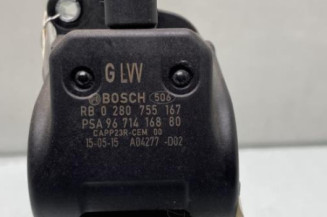 G LVV
BOSCH 506
RB 0 280 755 167
PSA 96 714 168 80
CAPP23R-CEM 00
15-05-15 A04277 -D02